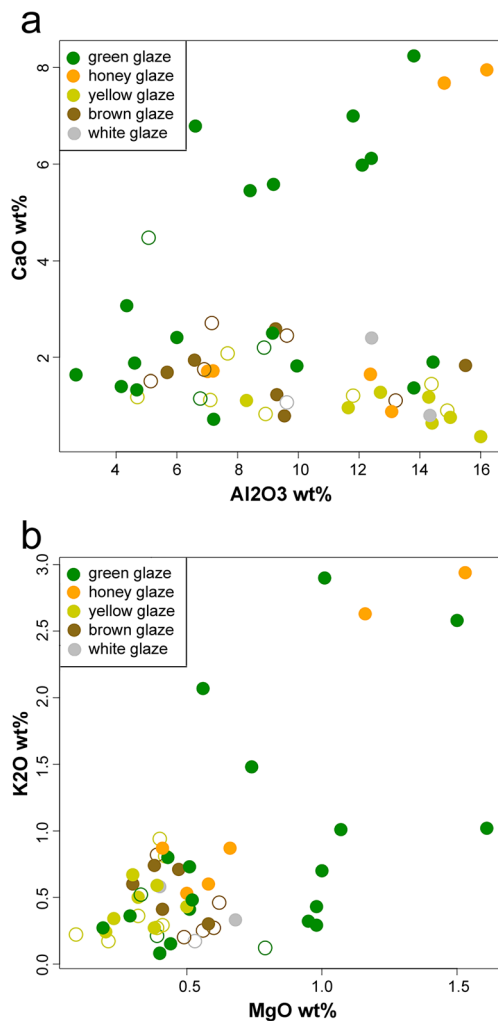 a
green glaze
honey glaze
yellow glaze
brown glaze
white glaze
CaO wt%
8
6
4
2
4 6 8 10 12 14 16
Al2O3 wt%
b
green glaze
honey glaze
yellow glaze
brown glaze
white glaze
K2O wt%
3.0
2.5
2.0
1.5
1.0
0.5
0.0
0.5 1.0 1.5
MgO wt%